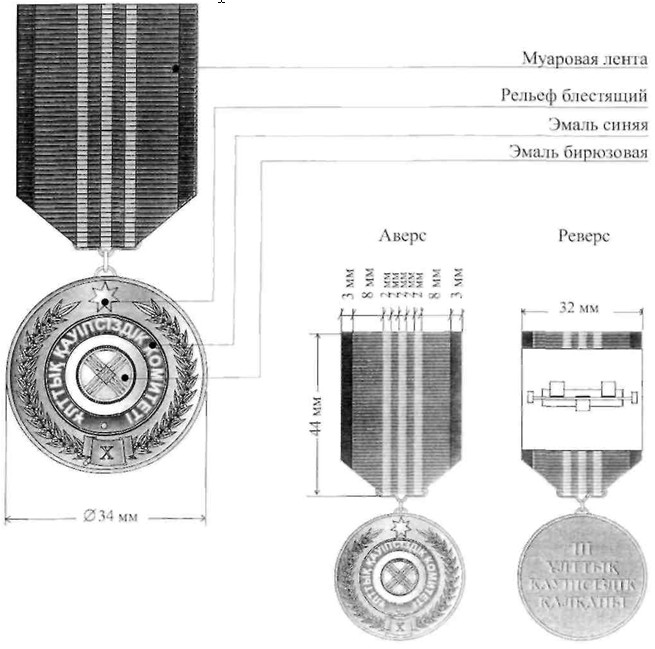 Муаровая лента
Рельеф блестящий
Эмаль синяя
Эмаль бирюзовая
ҰЛТТЫҚ ҚАУІПСІЗДІК КОМИТЕТІ
X
Ø34 мм
Аверс
3 мм
8 мм
2 мм
2 мм
2 мм
2 мм
2 мм
8 мм
3 мм
44 мм
ҰЛТТЫҚ ҚАУІПСІЗДІК КОМИТЕТІ
X
Реверс
32 мм
III
ҰЛТТЫҚ
ҚАУІПСІЗДІК
ҚАЛҚАНЫ